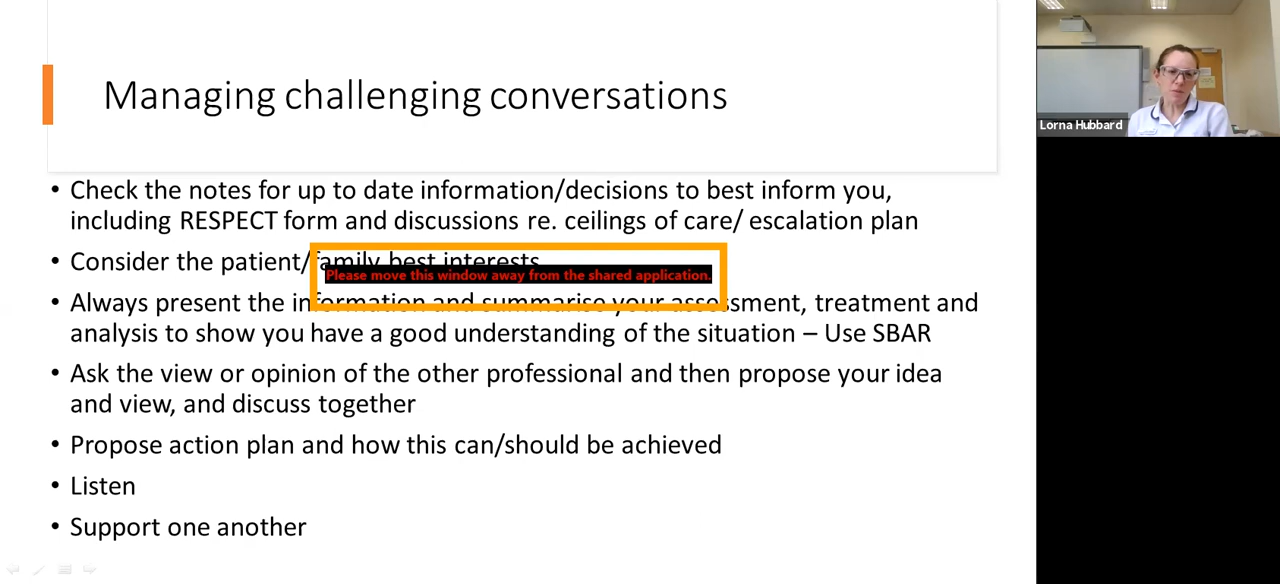 Managing challenging conversations
Lorna Hubbard
• Check the notes for up to date information/decisions to best inform you,
including RESPECT form and discussions re. ceilings of care/ escalation plan
• Consider the patient/family best interests
Please move this window away from the shared application.
• Always present the information and summarise your assessment, treatment and
analysis to show you have a good understanding of the situation – Use SBAR
• Ask the view or opinion of the other professional and then propose your idea
and view, and discuss together
• Propose action plan and how this can/should be achieved
• Listen
• Support one another